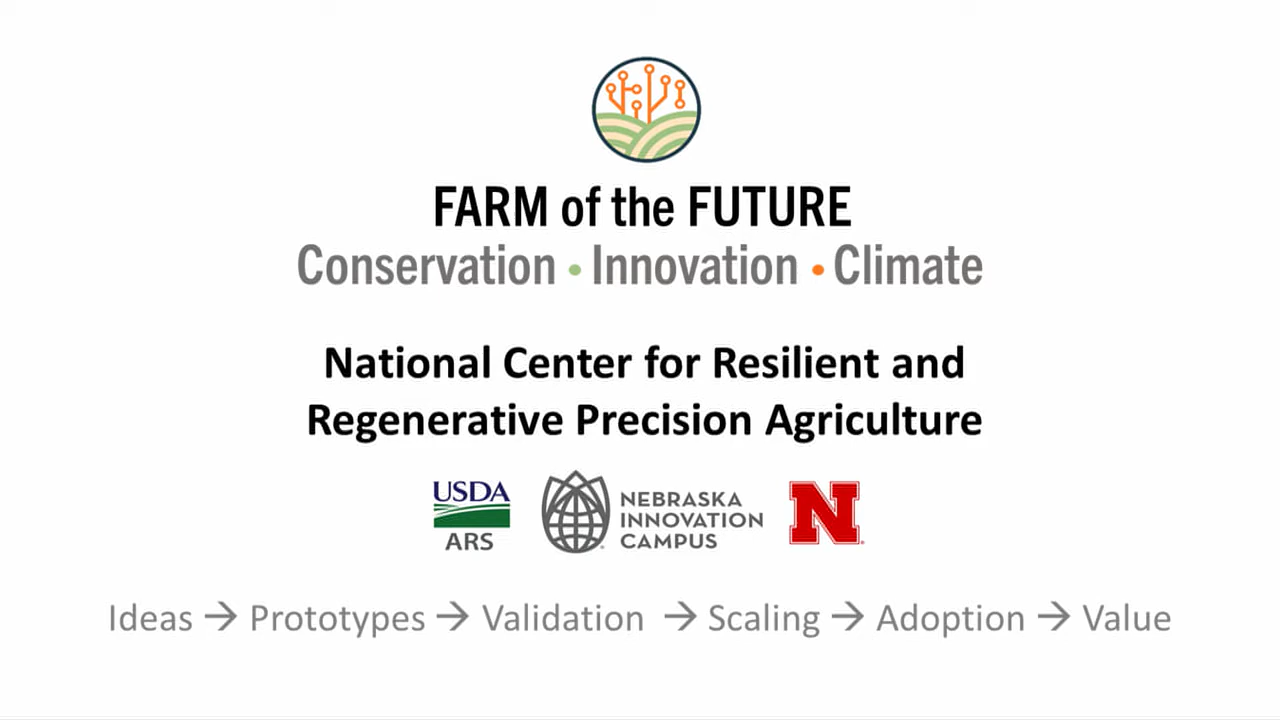 FARM of the FUTURE
Conservation • Innovation • Climate
National Center for Resilient and
Regenerative Precision Agriculture
USDA
ARS
NEBRASKA
INNOVATION
CAMPUS
N
Ideas → Prototypes → Validation → Scaling → Adoption → Value